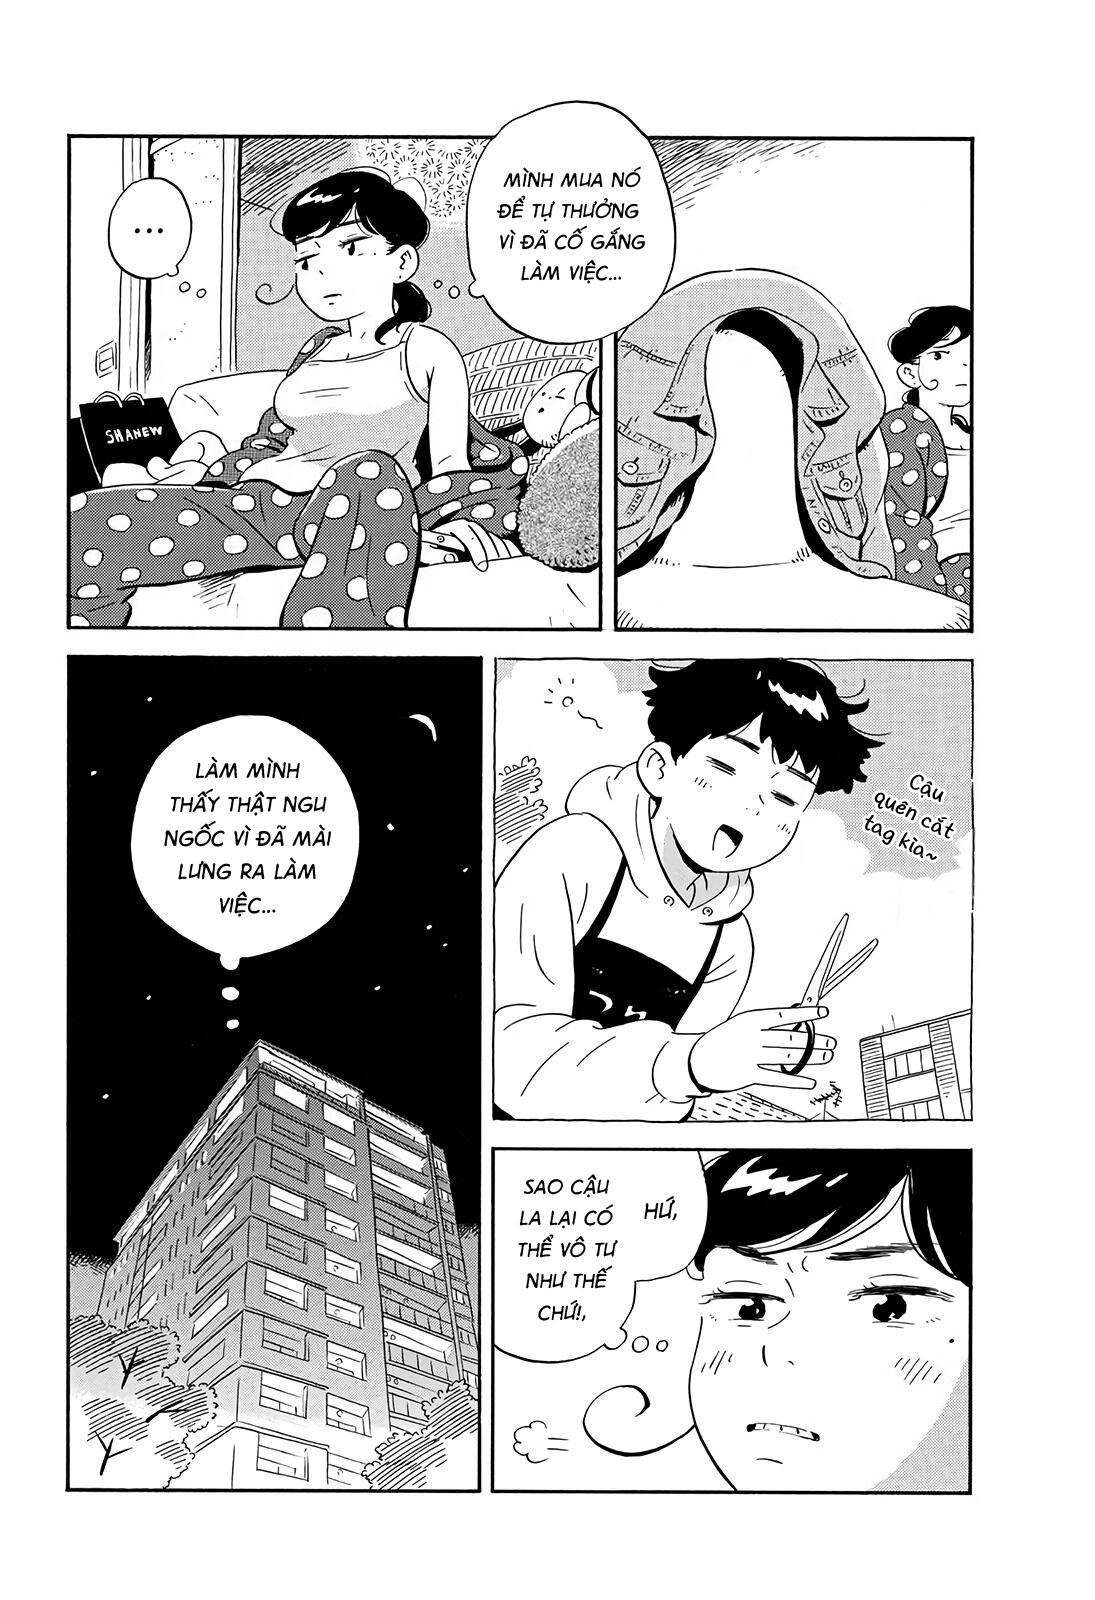 ...
MÌNH MUA NÓ
ĐỂ TỰ THƯỞNG
VÌ ĐÃ CỐ GẮNG
LÀM VIỆC...
SHANEW
LÀM MÌNH
THẤY THẬT NGU
NGỐC VÌ ĐÃ MÀI
LƯNG RA LÀM
VIỆC...
Cậu
quên cắt
tag kìa~
SAO CẬU
LA LẠI CÓ
THỂ VÔ TƯ
NHƯ THẾ
CHỨ!,
HỨ,